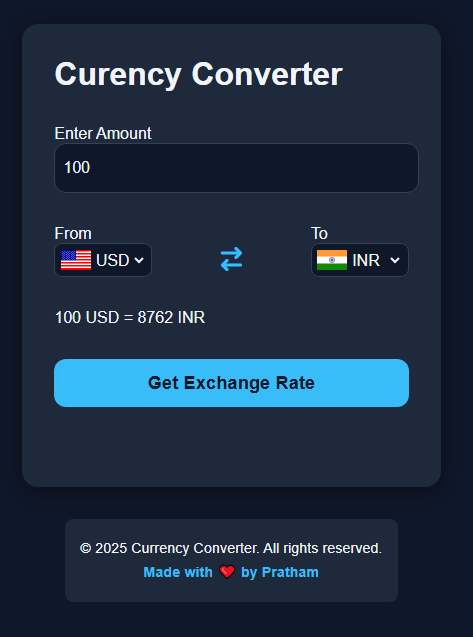 Curency Converter
Enter Amount
100
From
To
USD
INR
100 USD = 8762 INR
Get Exchange Rate
© 2025 Currency Converter. All rights reserved.
Made with ❤️ by Pratham